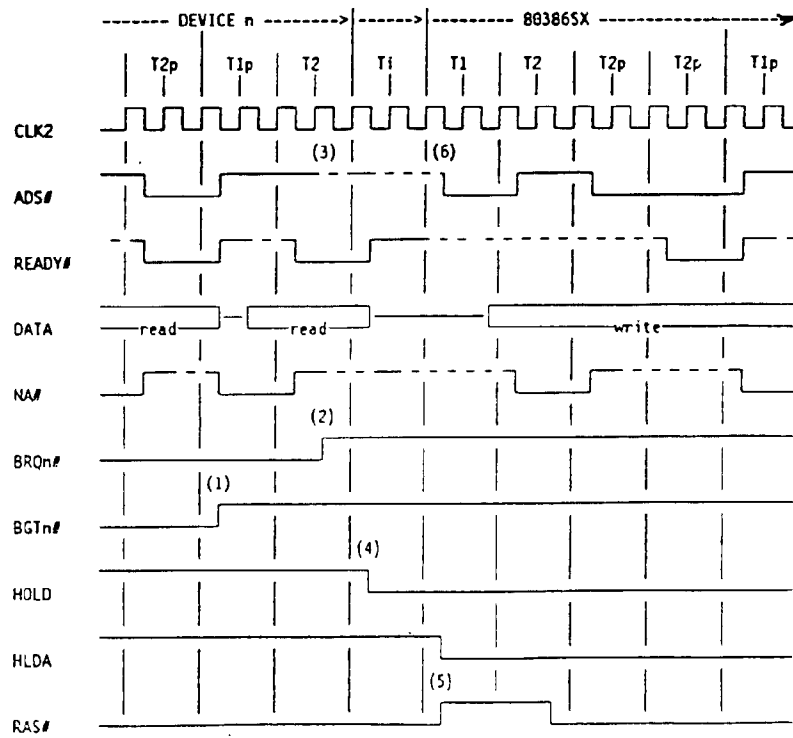 DEVICE n 80386SX
T2p T1p T2 Ti T1 T2 T2p T2p T1p
CLK2
(3) (6)
ADS#
READY#
DATA read read write
NA#
(2)
BRQn#
(1)
BGTn#
(4)
HOLD
HLDA
(5)
RAS#